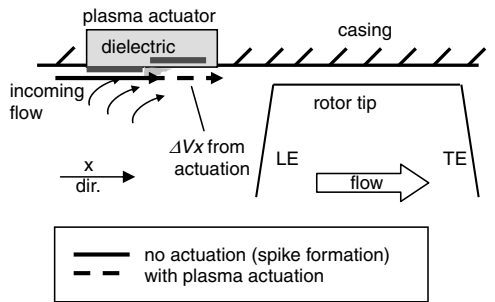 plasma actuator
casing
dielectric
incoming
flow
rotor tip
ΔVx from
actuation
LE
TE
x
dir.
flow
no actuation (spike formation)
with plasma actuation